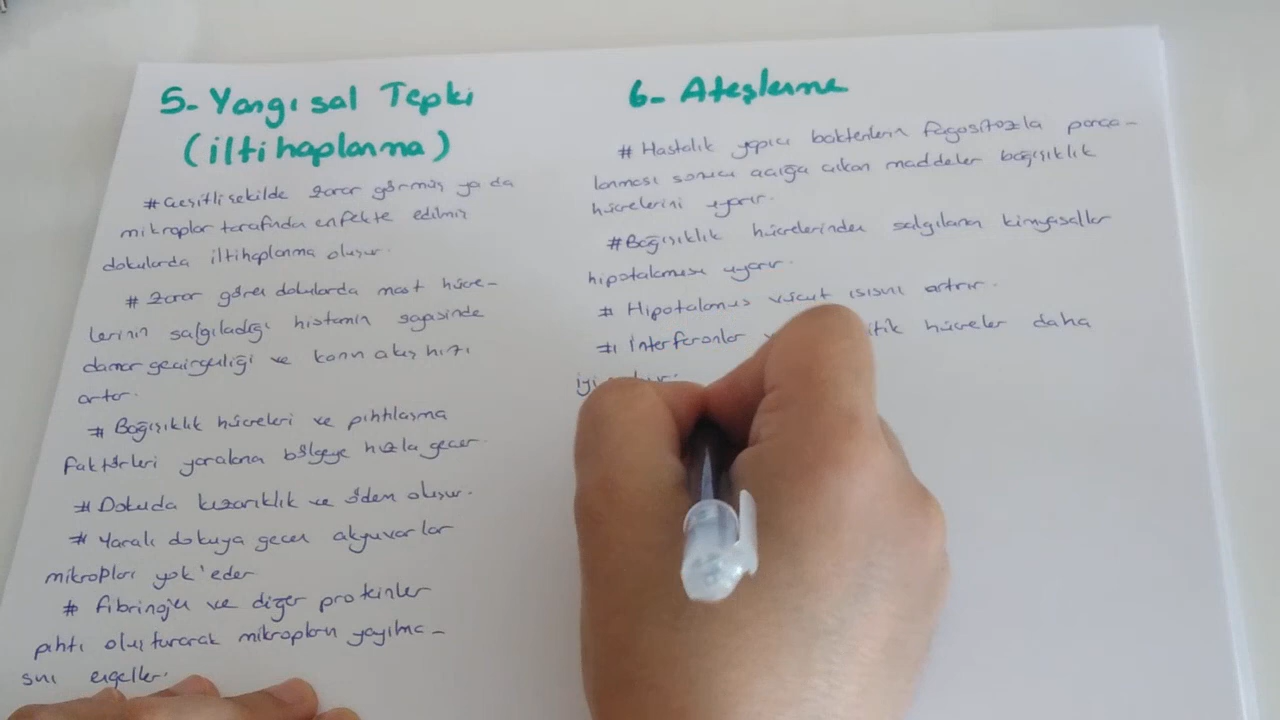 5- Yangısal Tepki
(iltihaplanma)
# Çeşitli şekilde zarar görmüş ya da
mikroplar tarafından enfekte edilmiş
dokularda iltihaplanma oluşur.
# Zarar gören dokularda mast hücre-
lerinin salgıladığı histamin sayesinde
damar geçirgenliği ve kanın akış hızı
artar.
# Bağışıklık hücreleri ve pıhtılaşma
faktörleri yaralanan bölgeye hızla geçer.
# Dokuda kızarıklık ve ödem oluşur.
# Yaralı dokuya geçen akyuvarlar
mikropları yok eder
# Fibrinojen ve diğer proteinler
pıhtı oluşturarak mikropların yayılma-
sını engeller.
6- Ateşlenme
# Hastalık yapıcı bakterilerin fagositozla parça-
lanması sonucu açığa çıkan maddeler bağışıklık
hücrelerini uyarır.
# Bağışıklık hücrelerinden salgılanan kimyasallar
hipotalamusu uyarır.
# Hipotalamus vücut ısısını artırır.
# İnterferonlar hücreler daha
iyi